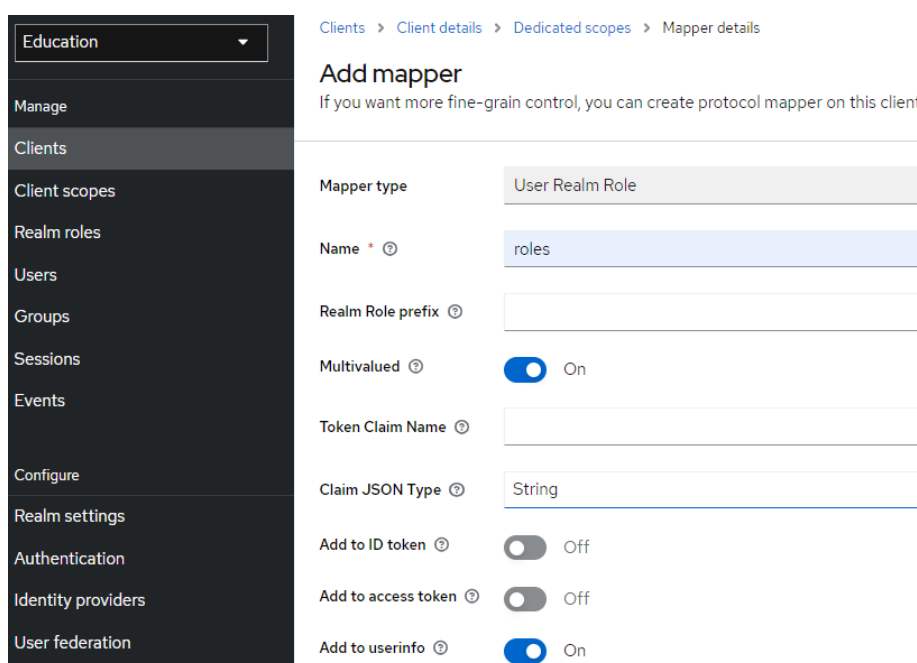 Education
Manage
Clients
Client scopes
Realm roles
Users
Groups
Sessions
Events
Configure
Realm settings
Authentication
Identity providers
User federation
Clients > Client details > Dedicated scopes > Mapper details
Add mapper
If you want more fine-grain control, you can create protocol mapper on this client
Mapper type User Realm Role
Name * roles
Realm Role prefix
Multivalued On
Token Claim Name
Claim JSON Type String
Add to ID token Off
Add to access token Off
Add to userinfo On